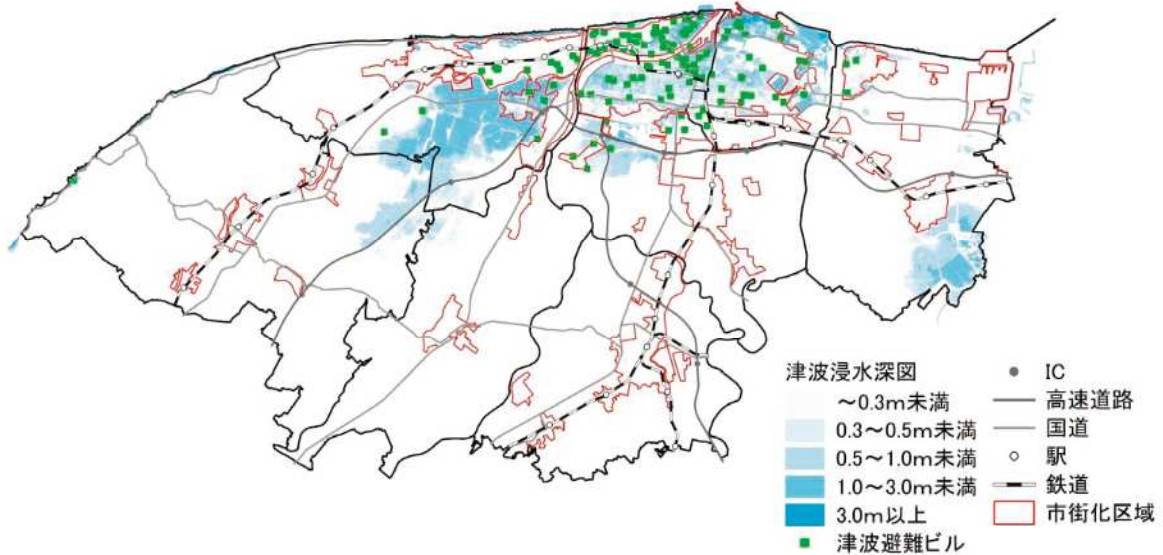 津波浸水深図
～0.3m未満
0.3～0.5m未満
0.5～1.0m未満
1.0～3.0m未満
3.0m以上
津波避難ビル
IC
高速道路
国道
駅
鉄道
市街化区域